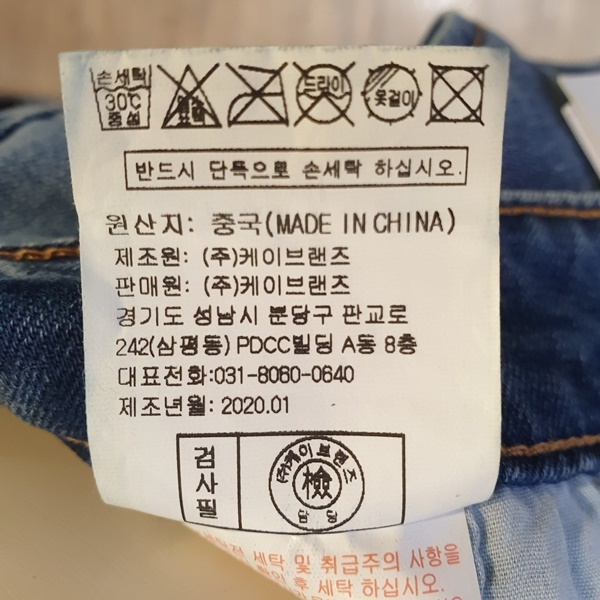 손세탁
30℃
중성
염소
표백
드라이
옷걸이
반드시 단독으로 손세탁 하십시오.
원산지: 중국(MADE IN CHINA)
제조원: (주)케이브랜즈
판매원: (주)케이브랜즈
경기도 성남시 분당구 판교로
242(삼평동) PDCC빌딩 A동 8층
대표전화:031-8060-0640
제조년월: 2020.01
검사필
(주)케이브랜즈
檢
담당
세탁 및 취급주의 사항을
후 세탁 하십시오.